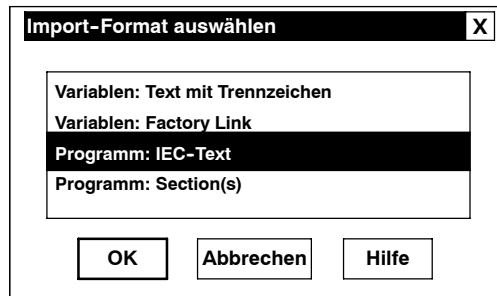 Import-Format auswählen X
Variablen: Text mit Trennzeichen
Variablen: Factory Link
Programm: IEC-Text
Programm: Section(s)
OK Abbrechen Hilfe